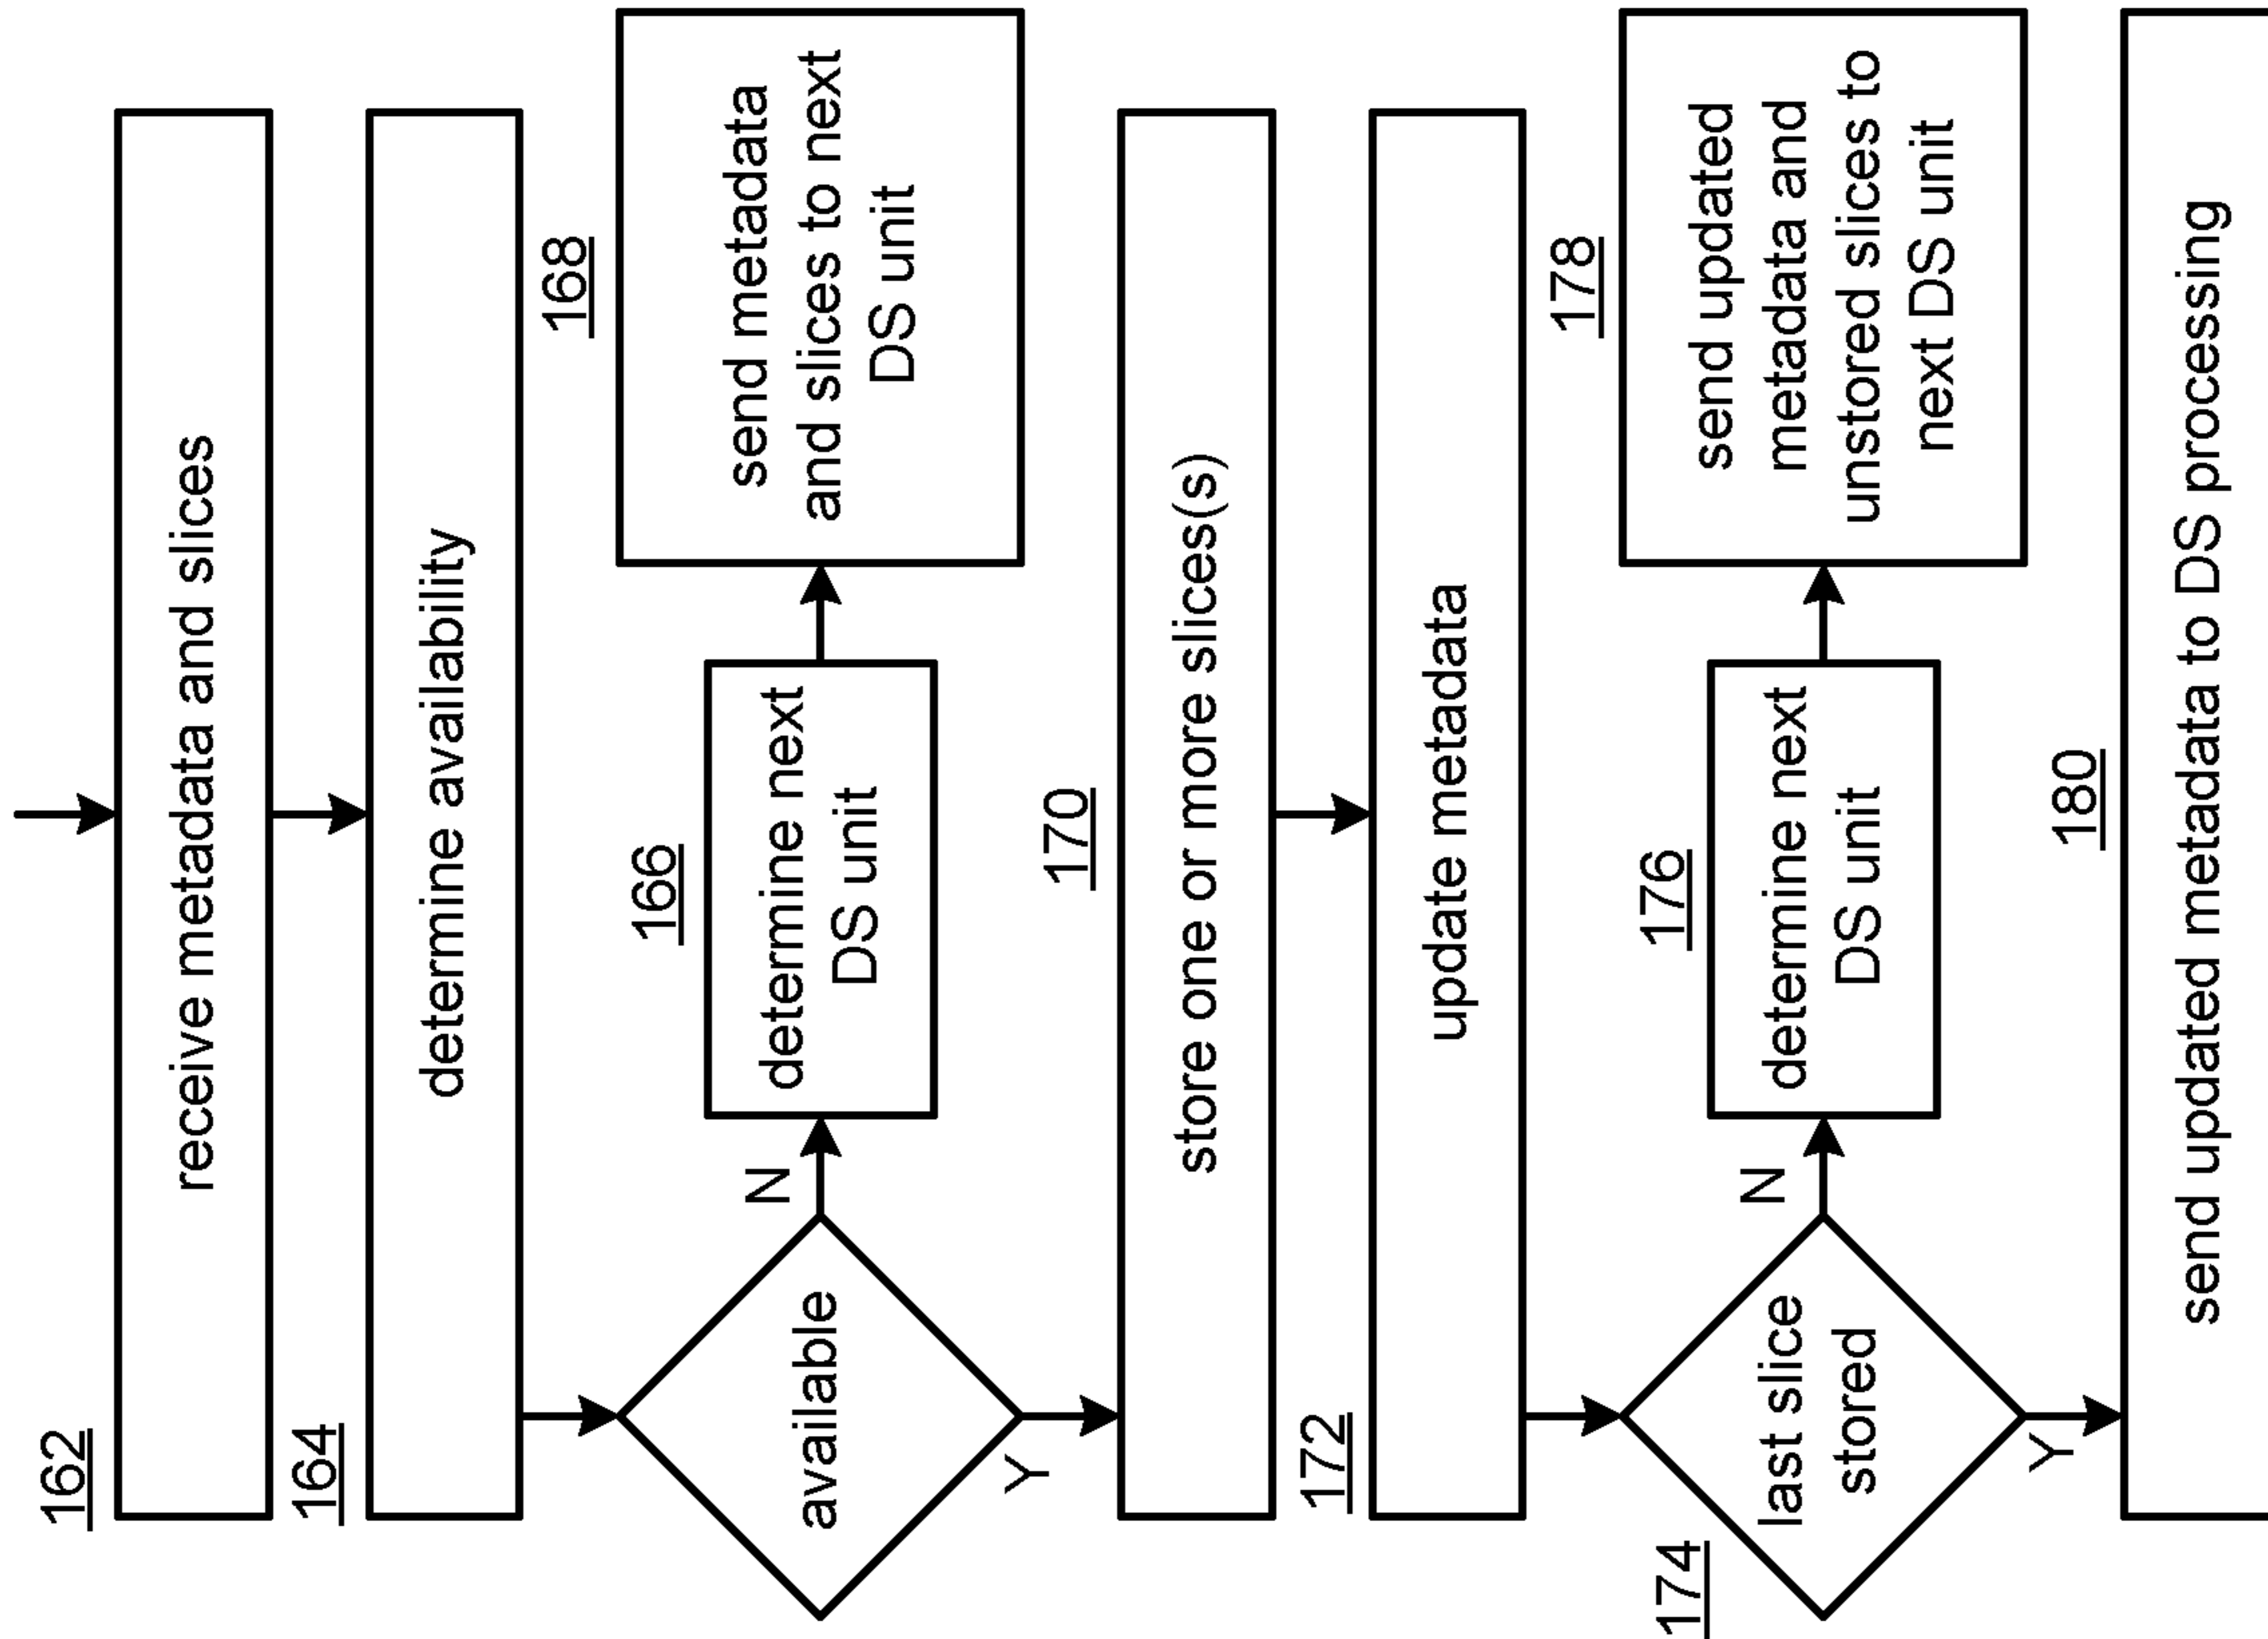 162
receive metadata and slices
164
determine availability
available
N
Y
166
determine next
DS unit
168
send metadata
and slices to next
DS unit
170
store one or more slices(s)
172
update metadata
174
last slice
stored
N
Y
176
determine next
DS unit
178
send updated
metadata and
unstored slices to
next DS unit
180
send updated metadata to DS processing